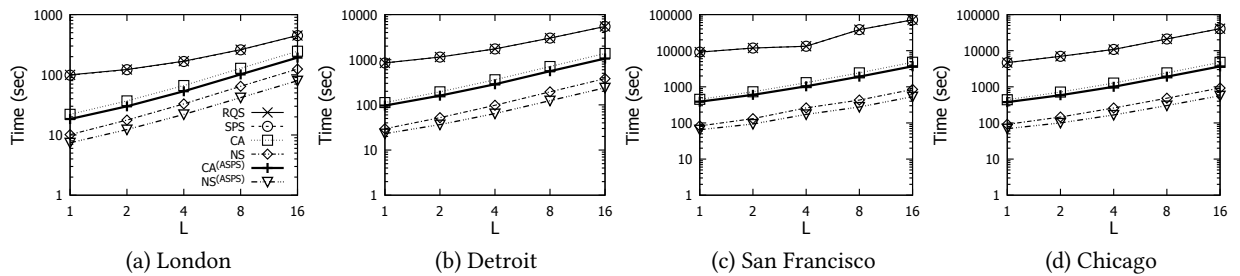 Time (sec)
1000
100
10
1
RQS
SPS
CA
NS
CA(ASPS)
NS(ASPS)
1 2 4 8 16
L
(a) London
Time (sec)
10000
1000
100
10
1
1 2 4 8 16
L
(b) Detroit
Time (sec)
100000
10000
1000
100
10
1
1 2 4 8 16
L
(c) San Francisco
Time (sec)
100000
10000
1000
100
10
1
1 2 4 8 16
L
(d) Chicago